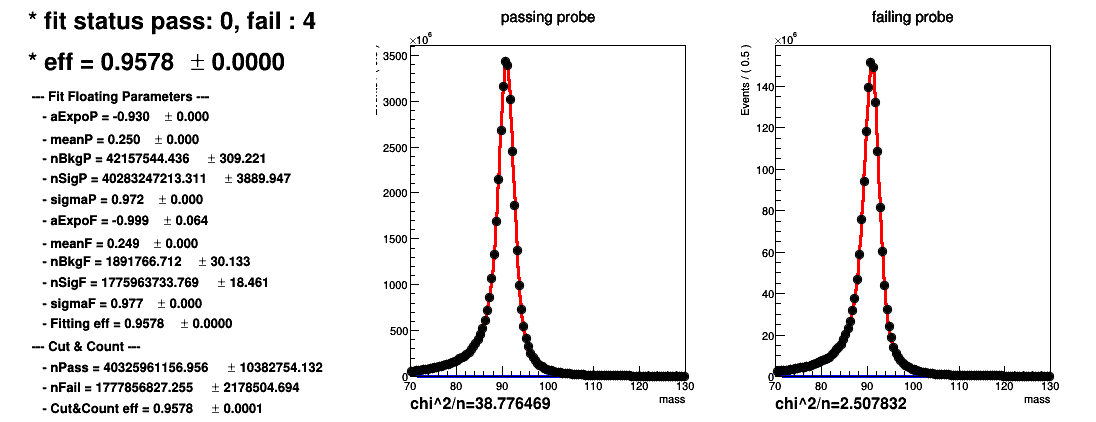 * fit status pass: 0, fail : 4
* eff = 0.9578 ± 0.0000
--- Fit Floating Parameters ---
- aExpoP = -0.930 ± 0.000
- meanP = 0.250 ± 0.000
- nBkgP = 42157544.436 ± 309.221
- nSigP = 40283247213.311 ± 3889.947
- sigmaP = 0.972 ± 0.000
- aExpoF = -0.999 ± 0.064
- meanF = 0.249 ± 0.000
- nBkgF = 1891766.712 ± 30.133
- nSigF = 1775963733.769 ± 18.461
- sigmaF = 0.977 ± 0.000
- Fitting eff = 0.9578 ± 0.0000
--- Cut & Count ---
- nPass = 40325961156.956 ± 10382754.132
- nFail = 1777856827.255 ± 2178504.694
- Cut&Count eff = 0.9578 ± 0.0001
passing probe
×10⁶
3500
3000
2500
2000
1500
1000
500
0
70 80 90 100 110 120 130
mass
chi^2/n=38.776469
failing probe
×10⁶
Events / ( 0.5 )
140
120
100
80
60
40
20
0
70 80 90 100 110 120 130
mass
chi^2/n=2.507832